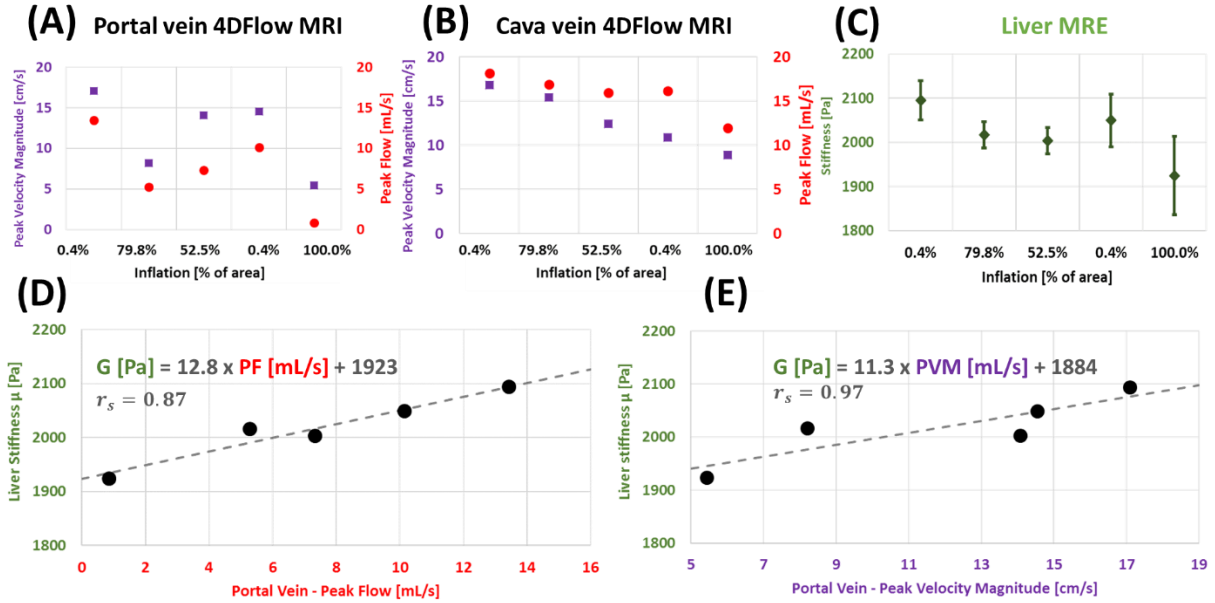 (A) Portal vein 4DFlow MRI
Peak Velocity Magnitude [cm/s]
20
15
10
5
0
20
15
10
5
0
Peak Flow [mL/s]
0.4% 79.8% 52.5% 0.4% 100.0%
Inflation [% of area]
(B) Cava vein 4DFlow MRI
Peak Velocity Magnitude [cm/s]
20
15
10
5
0
20
15
10
5
0
Peak Flow [mL/s]
0.4% 79.8% 52.5% 0.4% 100.0%
Inflation [% of area]
(C) Liver MRE
Stiffness [Pa]
2200
2100
2000
1900
1800
0.4% 79.8% 52.5% 0.4% 100.0%
Inflation [% of area]
(D)
Liver Stiffness μ [Pa]
2200
2100
2000
1900
1800
G [Pa] = 12.8 x PF [mL/s] + 1923
r_s = 0.87
0 2 4 6 8 10 12 14 16
Portal Vein - Peak Flow [mL/s]
(E)
Liver stiffness μ [Pa]
2200
2100
2000
1900
1800
G [Pa] = 11.3 x PVM [mL/s] + 1884
r_s = 0.97
5 7 9 11 13 15 17 19
Portal Vein - Peak Velocity Magnitude [cm/s]